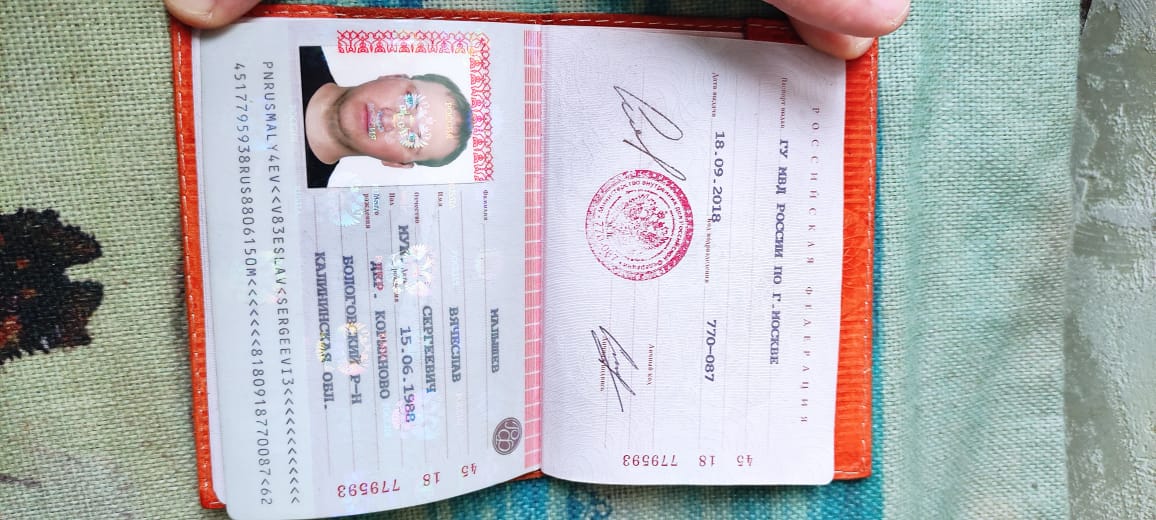 РОССИЙСКАЯ ФЕДЕРАЦИЯ
Паспорт выдан ГУ МВД РОССИИ ПО Г.МОСКВЕ
Дата выдачи 18.09.2018 Код подразделения 770-087
Личный код
45 18 779593
Фамилия МАЛЫШЕВ
Имя ВЯЧЕСЛАВ
Отчество СЕРГЕЕВИЧ
Пол МУЖ. Дата рождения 15.06.1988
Место рождения ДЕР. КОРЫХНОВО
БОЛОГОВСКИЙ Р-Н
КАЛИНИНСКАЯ ОБЛ.
45 18 779593
PNRUSMALY4EV<<V83ESLAV<SERGEEVI3<<<<<<<<<<<<
4517795938RUS8806150M<<<<<<<8180918770087<62